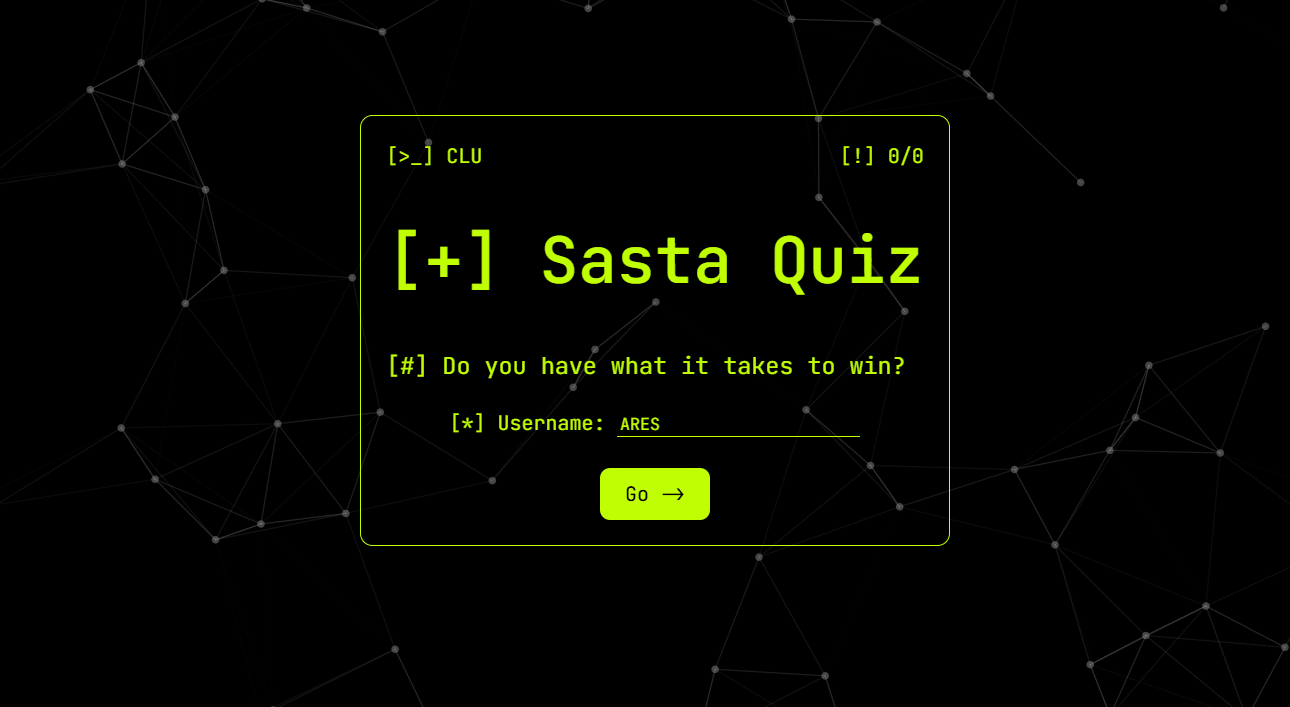 [>_] CLU [!] 0/0
[+] Sasta Quiz
[#] Do you have what it takes to win?
[*] Username: ARES
Go →